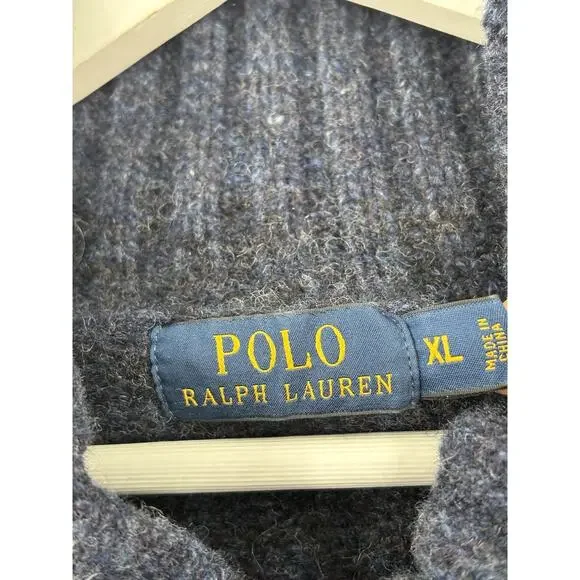 POLO
RALPH LAUREN
XL
MADE IN
CHINA